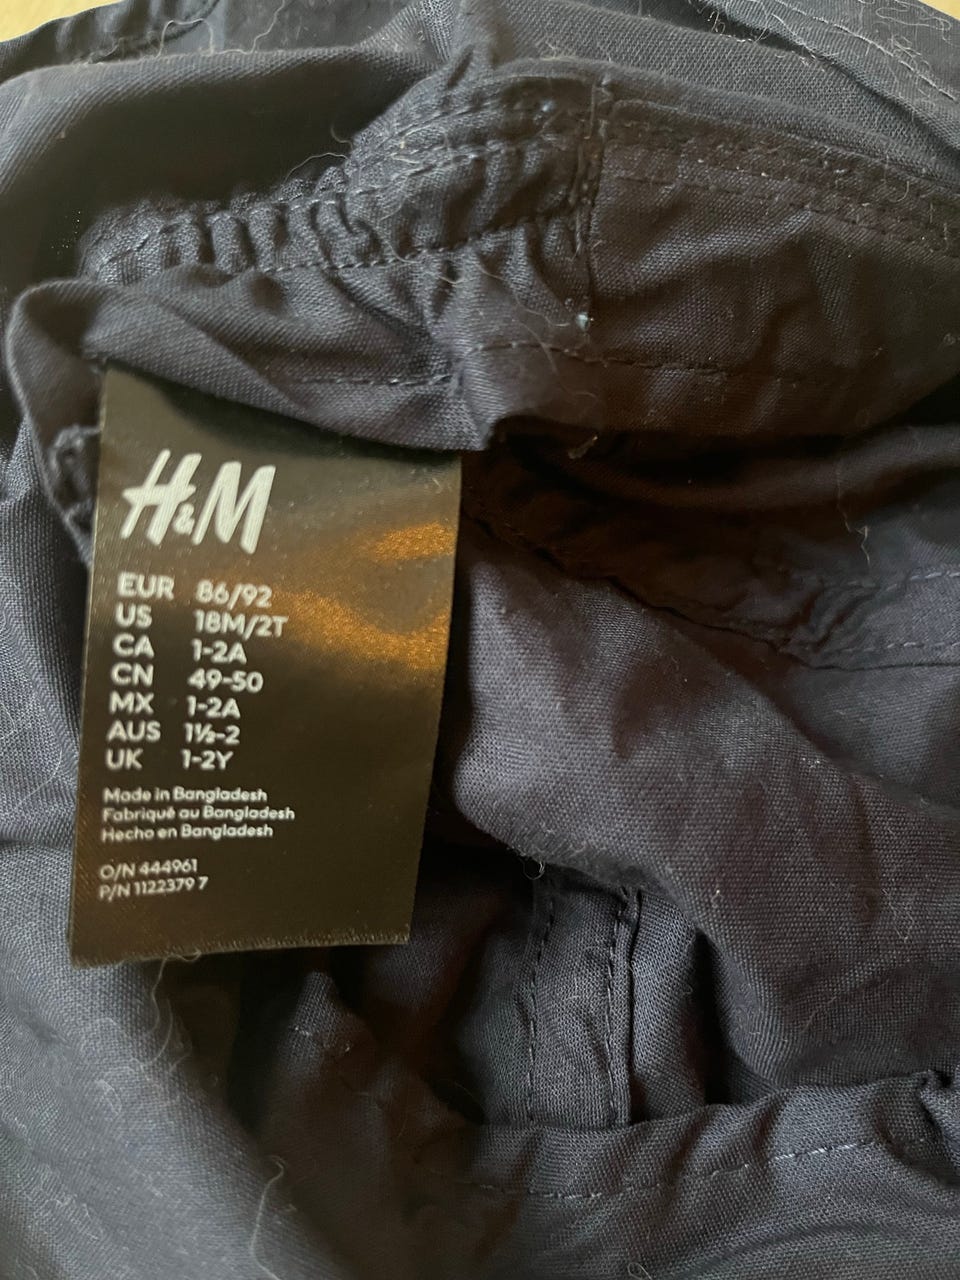 H&M
EUR 86/92
US 18M/2T
CA 1-2A
CN 49-50
MX 1-2A
AUS 1½-2
UK 1-2Y
Made in Bangladesh
Fabriqué au Bangladesh
Hecho en Bangladesh
O/N 444961
P/N 1122379 7